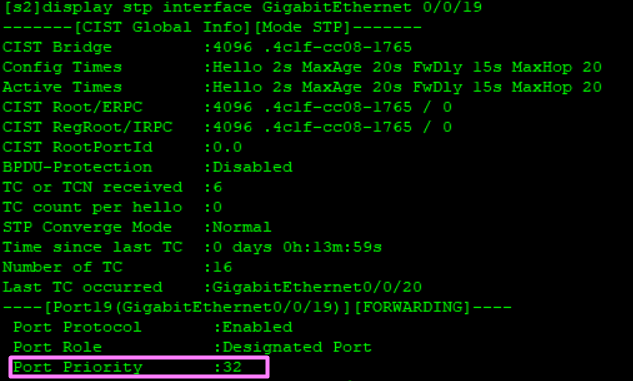 [s2]display stp interface GigabitEthernet 0/0/19
-------[CIST Global Info][Mode STP]-------
CIST Bridge         :4096 .4c1f-cc08-1765
Config Times        :Hello 2s MaxAge 20s FwDly 15s MaxHop 20
Active Times        :Hello 2s MaxAge 20s FwDly 15s MaxHop 20
CIST Root/ERPC      :4096 .4c1f-cc08-1765 / 0
CIST RegRoot/IRPC   :4096 .4c1f-cc08-1765 / 0
CIST RootPortId     :0.0
BPDU-Protection     :Disabled
TC or TCN received  :6
TC count per hello  :0
STP Converge Mode   :Normal
Time since last TC  :0 days 0h:13m:59s
Number of TC        :16
Last TC occurred    :GigabitEthernet0/0/20
----[Port19(GigabitEthernet0/0/19)][FORWARDING]----
 Port Protocol       :Enabled
 Port Role           :Designated Port
 Port Priority       :32